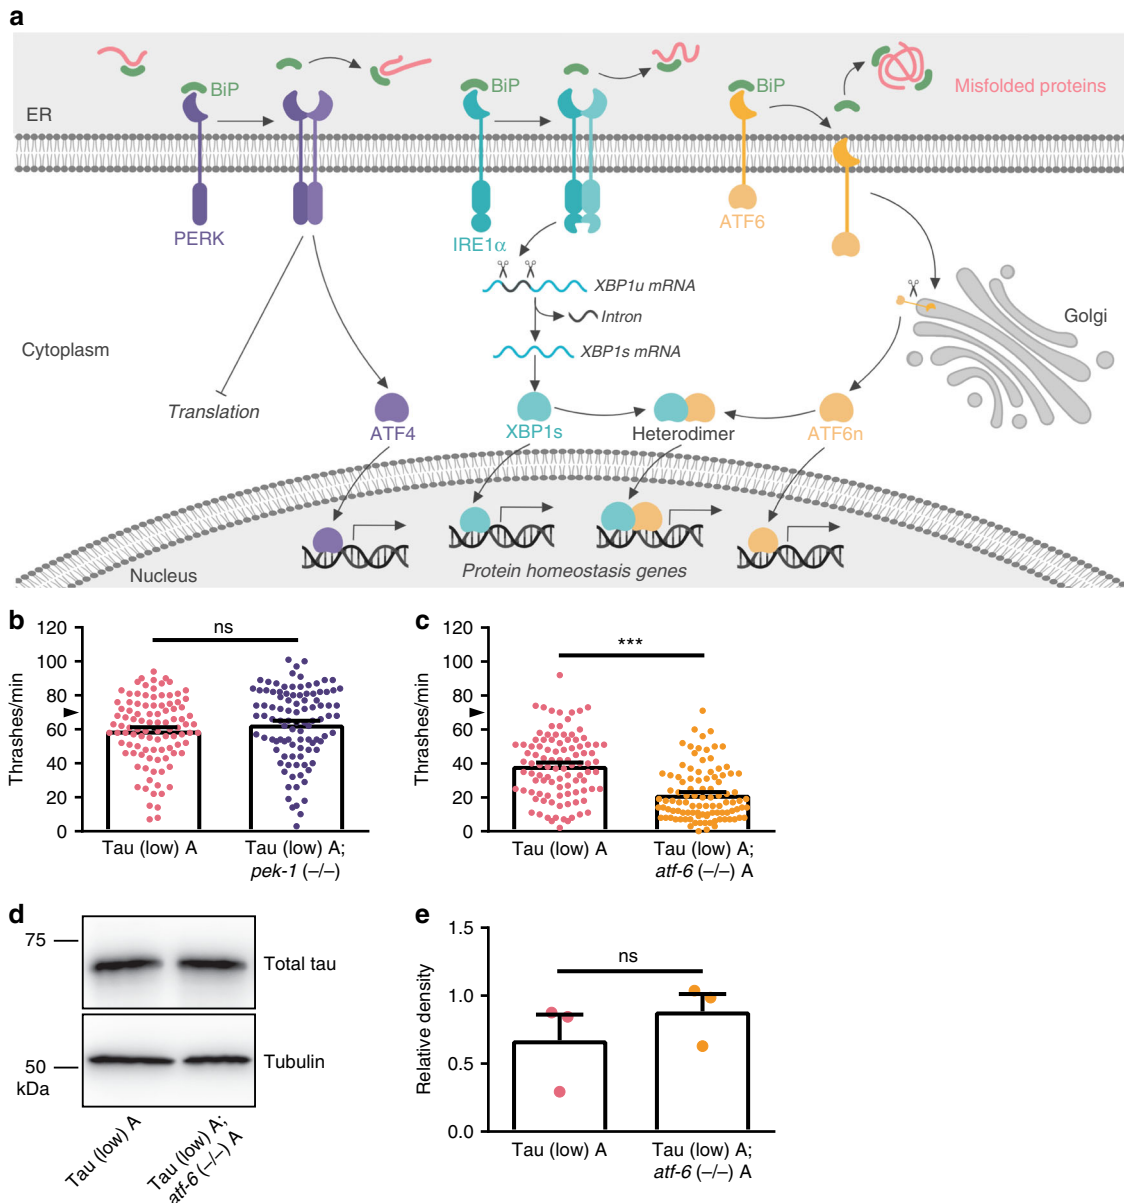 a
BiP
BiP
BiP
Misfolded proteins
ER
PERK
IRE1α
ATF6
XBP1u mRNA
Intron
XBP1s mRNA
Golgi
Cytoplasm
Translation
ATF4
XBP1s
Heterodimer
ATF6n
Nucleus
Protein homeostasis genes
b
ns
Thrashes/min
120
100
80
60
40
20
0
Tau (low) A
Tau (low) A;
pek-1 (–/–)
c
***
Thrashes/min
120
100
80
60
40
20
0
Tau (low) A
Tau (low) A;
atf-6 (–/–) A
d
75
Total tau
50
kDa
Tubulin
Tau (low) A
Tau (low) A;
atf-6 (–/–) A
e
ns
Relative density
1.5
1.0
0.5
0.0
Tau (low) A
Tau (low) A;
atf-6 (–/–) A